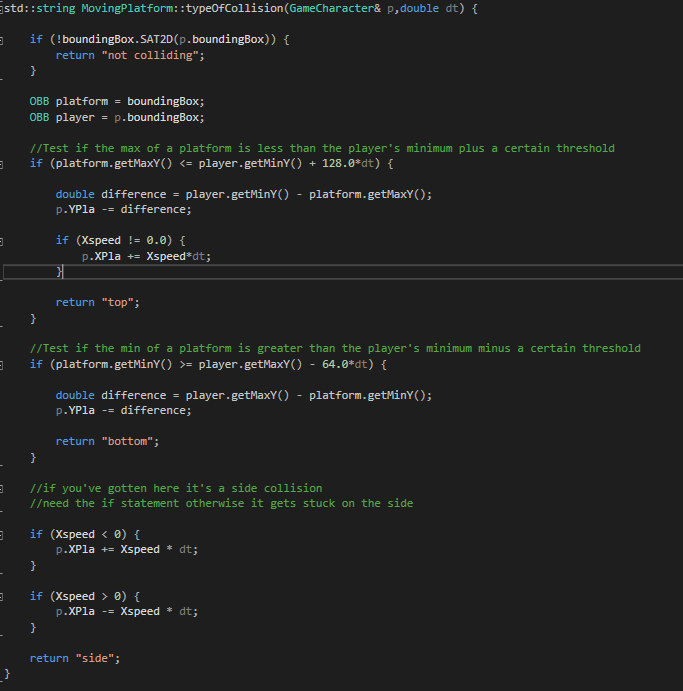 std::string MovingPlatform::typeOfCollision(GameCharacter& p,double dt) {
if (!boundingBox.SAT2D(p.boundingBox)) {
return "not colliding";
}
OBB platform = boundingBox;
OBB player = p.boundingBox;
//Test if the max of a platform is less than the player's minimum plus a certain threshold
if (platform.getMaxY() <= player.getMinY() + 128.0*dt) {
double difference = player.getMinY() - platform.getMaxY();
p.YPla -= difference;
if (Xspeed != 0.0) {
p.XPla += Xspeed*dt;
}
return "top";
}
//Test if the min of a platform is greater than the player's minimum minus a certain threshold
if (platform.getMinY() >= player.getMaxY() - 64.0*dt) {
double difference = player.getMaxY() - platform.getMinY();
p.YPla -= difference;
return "bottom";
}
//if you've gotten here it's a side collision
//need the if statement otherwise it gets stuck on the side
if (Xspeed < 0) {
p.XPla += Xspeed * dt;
}
if (Xspeed > 0) {
p.XPla -= Xspeed * dt;
}
return "side";
}